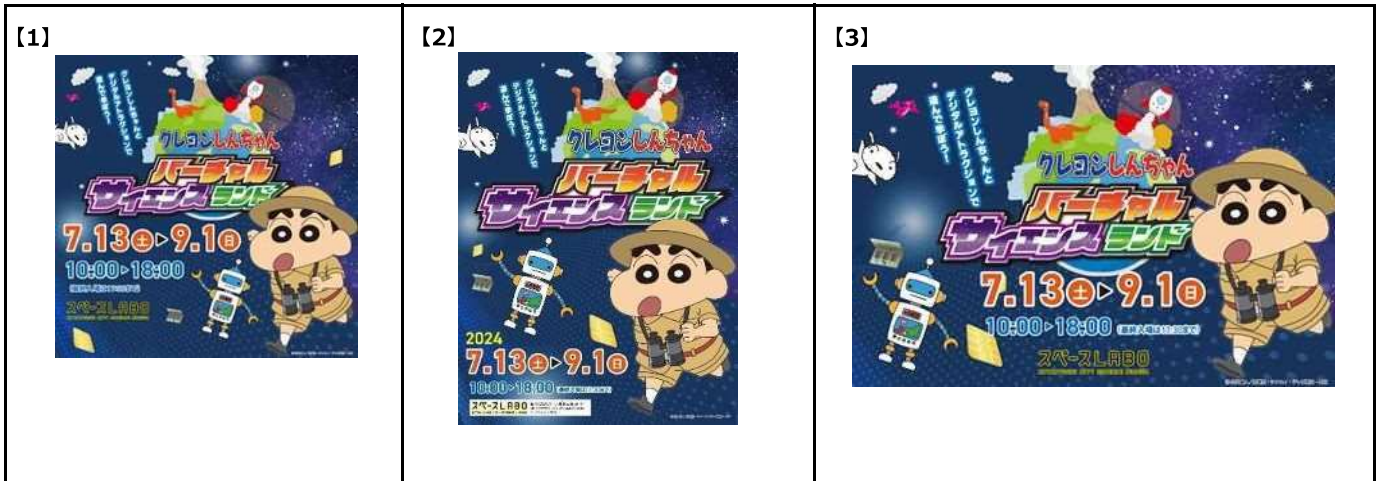 【1】
クレヨンしんちゃんと
デジタルアトラクションで
遊んで学ぼう！
クレヨンしんちゃん
バーチャル
サイエンスランド
7.13土▶9.1日
10:00▶18:00
スペースLABO
【2】
クレヨンしんちゃんと
デジタルアトラクションで
遊んで学ぼう！
クレヨンしんちゃん
バーチャル
サイエンスランド
2024
7.13土▶9.1日
10:00▶18:00
スペースLABO
【3】
クレヨンしんちゃんと
デジタルアトラクションで
遊んで学ぼう！
クレヨンしんちゃん
バーチャル
サイエンスランド
7.13土▶9.1日
10:00▶18:00（最終入場は17:30まで）
スペースLABO